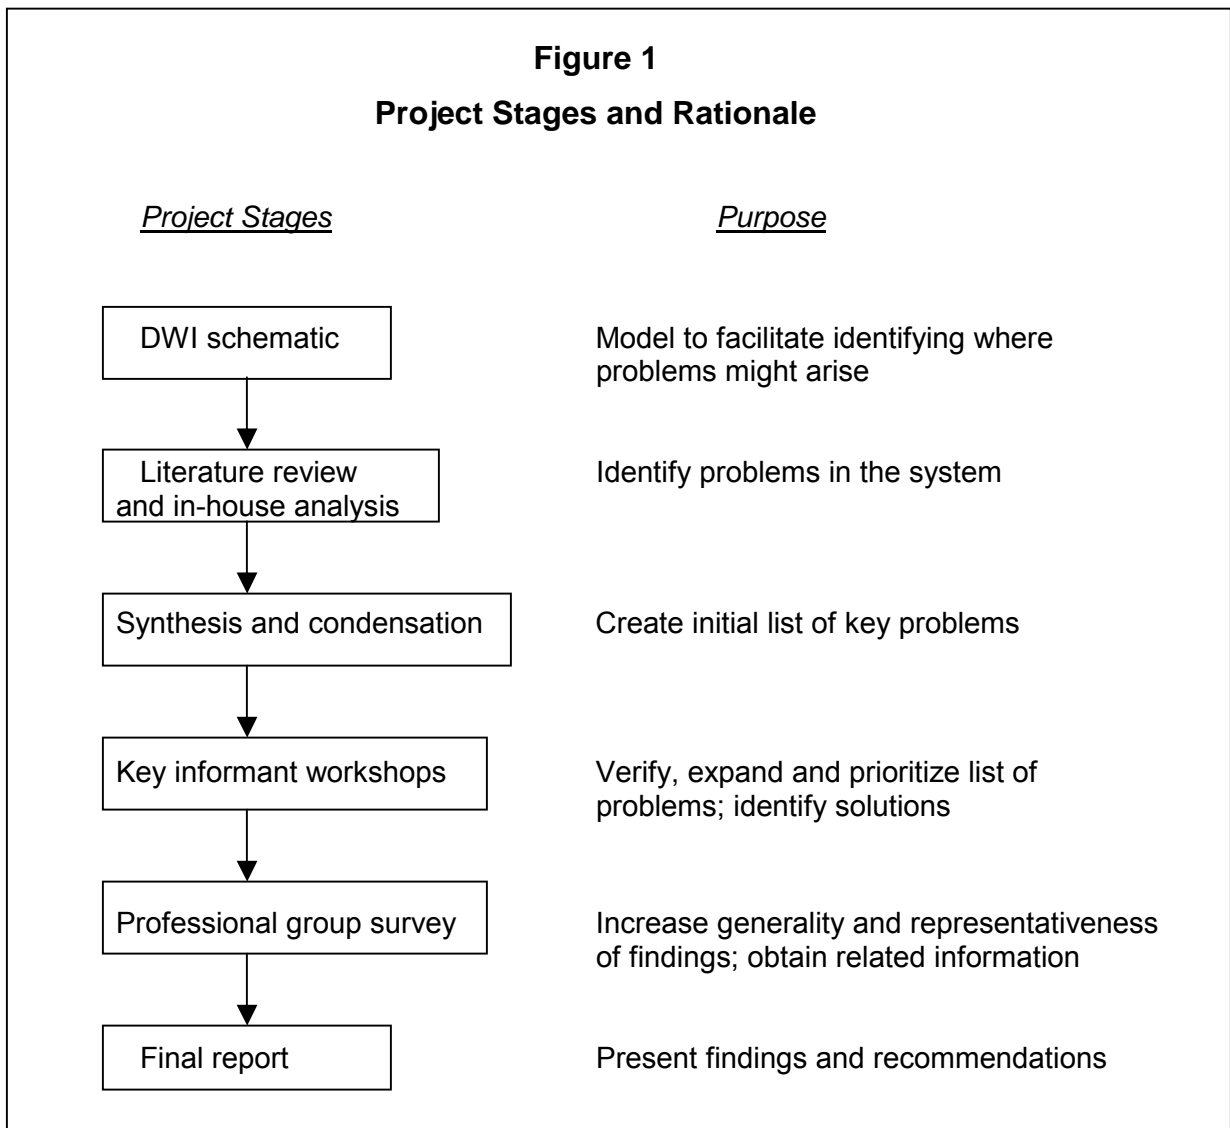 Figure 1
Project Stages and Rationale
Project Stages
Purpose
DWI schematic
Model to facilitate identifying where
problems might arise
Literature review
and in-house analysis
Identify problems in the system
Synthesis and condensation
Create initial list of key problems
Key informant workshops
Verify, expand and prioritize list of
problems; identify solutions
Professional group survey
Increase generality and representativeness
of findings; obtain related information
Final report
Present findings and recommendations